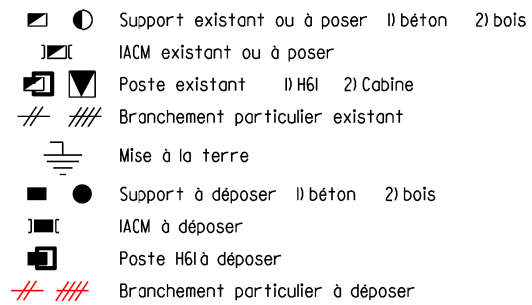 Support existant ou à poser 1) béton 2) bois
IACM existant ou à poser
Poste existant 1) H61 2) Cabine
Branchement particulier existant
Mise à la terre
Support à déposer 1) béton 2) bois
IACM à déposer
Poste H61 à déposer
Branchement particulier à déposer